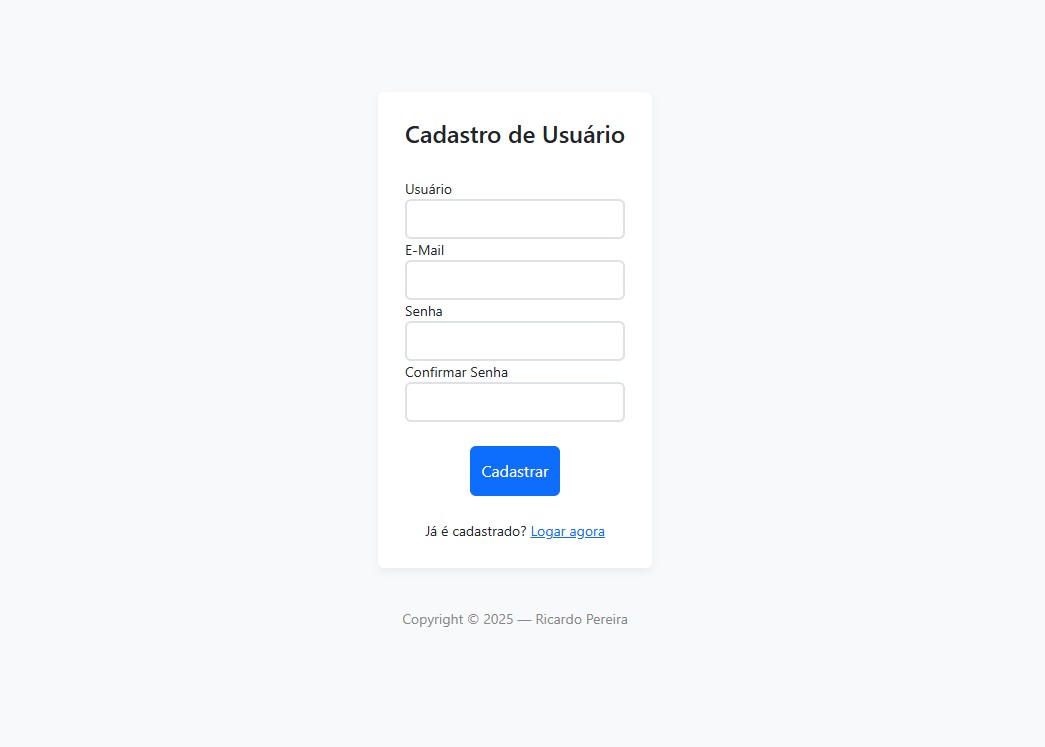 Cadastro de Usuário
Usuário
E-Mail
Senha
Confirmar Senha
Cadastrar
Já é cadastrado? Logar agora
Copyright © 2025 — Ricardo Pereira